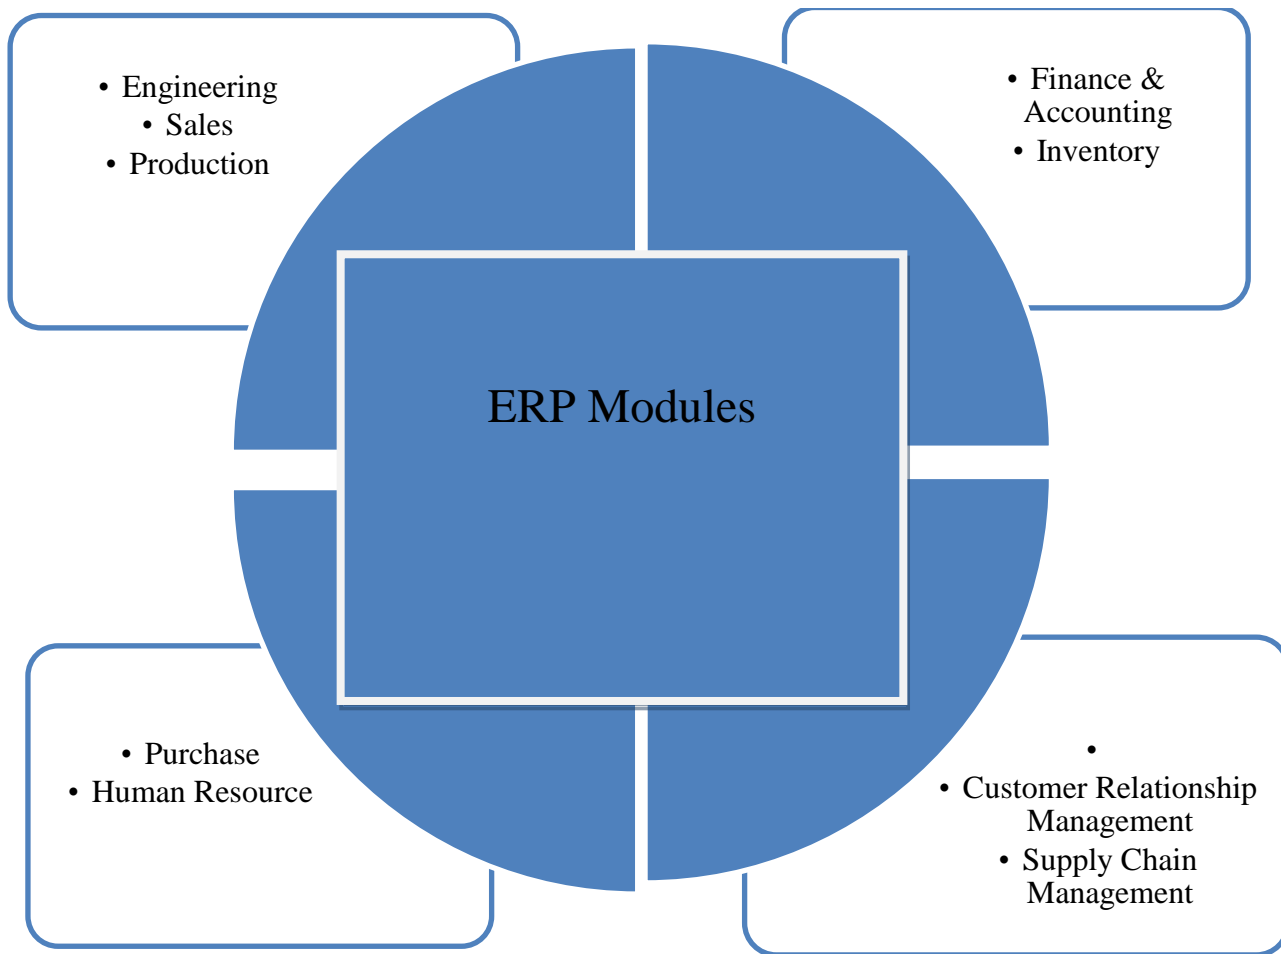 • Engineering
• Sales
• Production
• Finance &
Accounting
• Inventory
ERP Modules
• Purchase
• Human Resource
•
• Customer Relationship
Management
• Supply Chain
Management